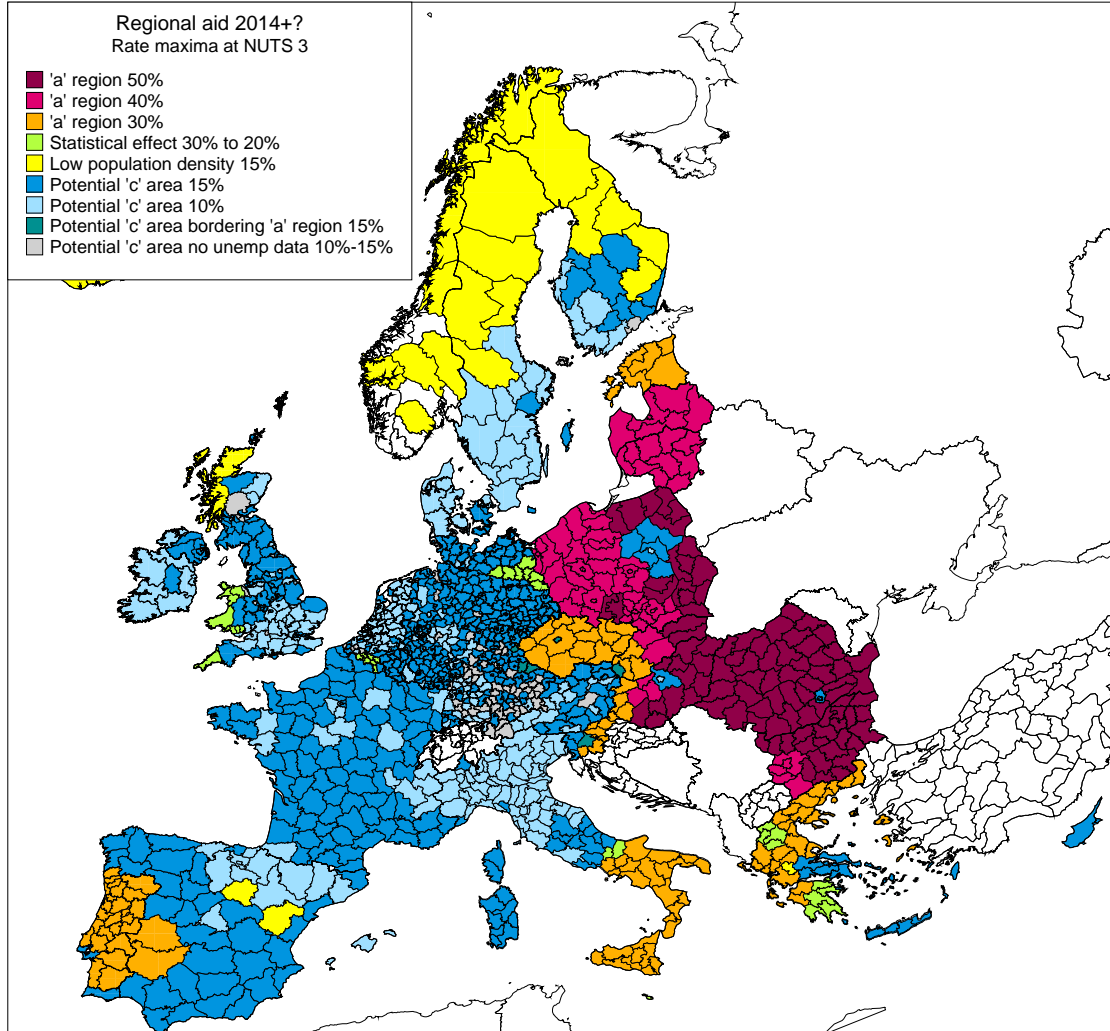 Regional aid 2014+?
Rate maxima at NUTS 3
'a' region 50%
'a' region 40%
'a' region 30%
Statistical effect 30% to 20%
Low population density 15%
Potential 'c' area 15%
Potential 'c' area 10%
Potential 'c' area bordering 'a' region 15%
Potential 'c' area no unemp data 10%-15%